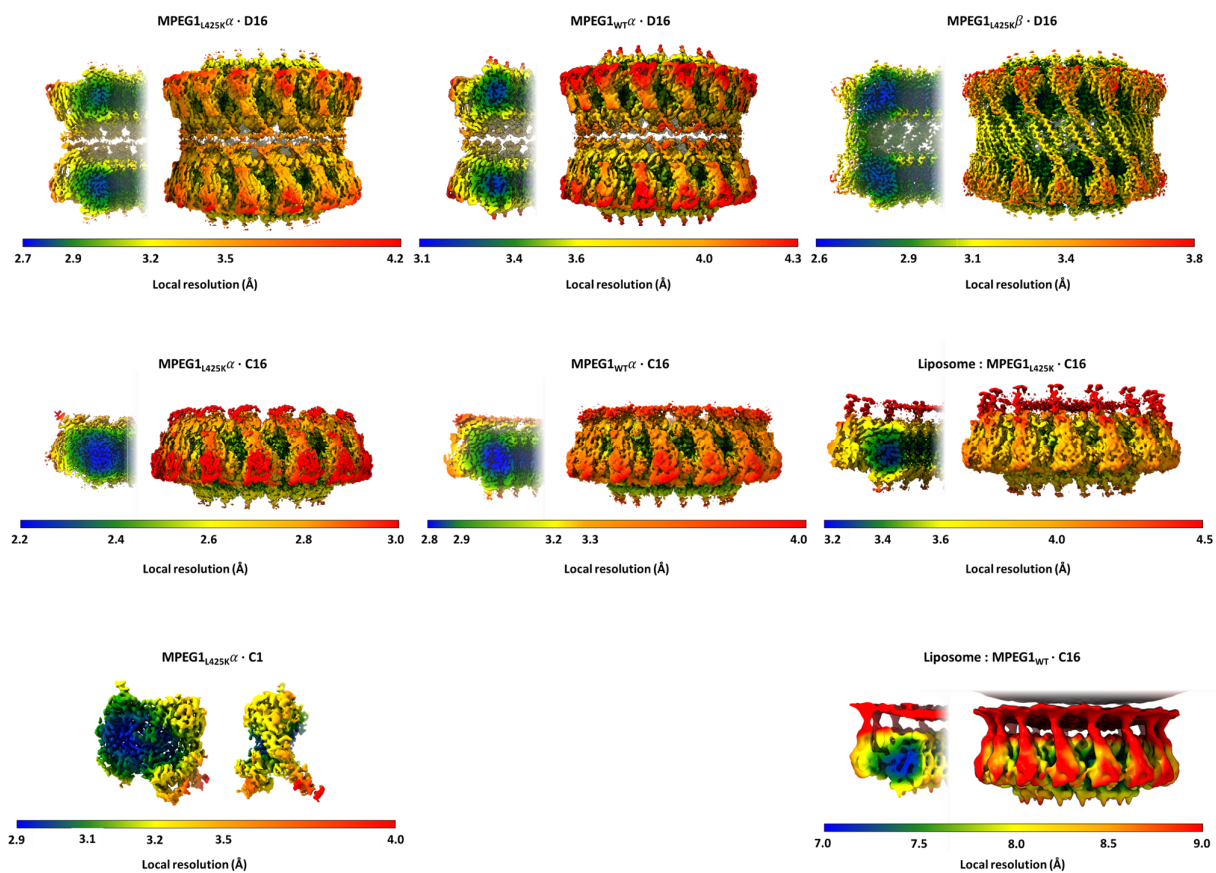 MPEG1L425Kα · D16
MPEG1WTα · D16
MPEG1L425Kβ · D16
2.7 2.9 3.2 3.5 4.2
3.1 3.4 3.6 4.0 4.3
2.6 2.9 3.1 3.4 3.8
Local resolution (Å)
Local resolution (Å)
Local resolution (Å)
MPEG1L425Kα · C16
MPEG1WTα · C16
Liposome : MPEG1L425K · C16
2.2 2.4 2.6 2.8 3.0
2.8 2.9 3.2 3.3 4.0
3.2 3.4 3.6 4.0 4.5
Local resolution (Å)
Local resolution (Å)
Local resolution (Å)
MPEG1L425Kα · C1
Liposome : MPEG1WT · C16
2.9 3.1 3.2 3.5 4.0
7.0 7.5 8.0 8.5 9.0
Local resolution (Å)
Local resolution (Å)